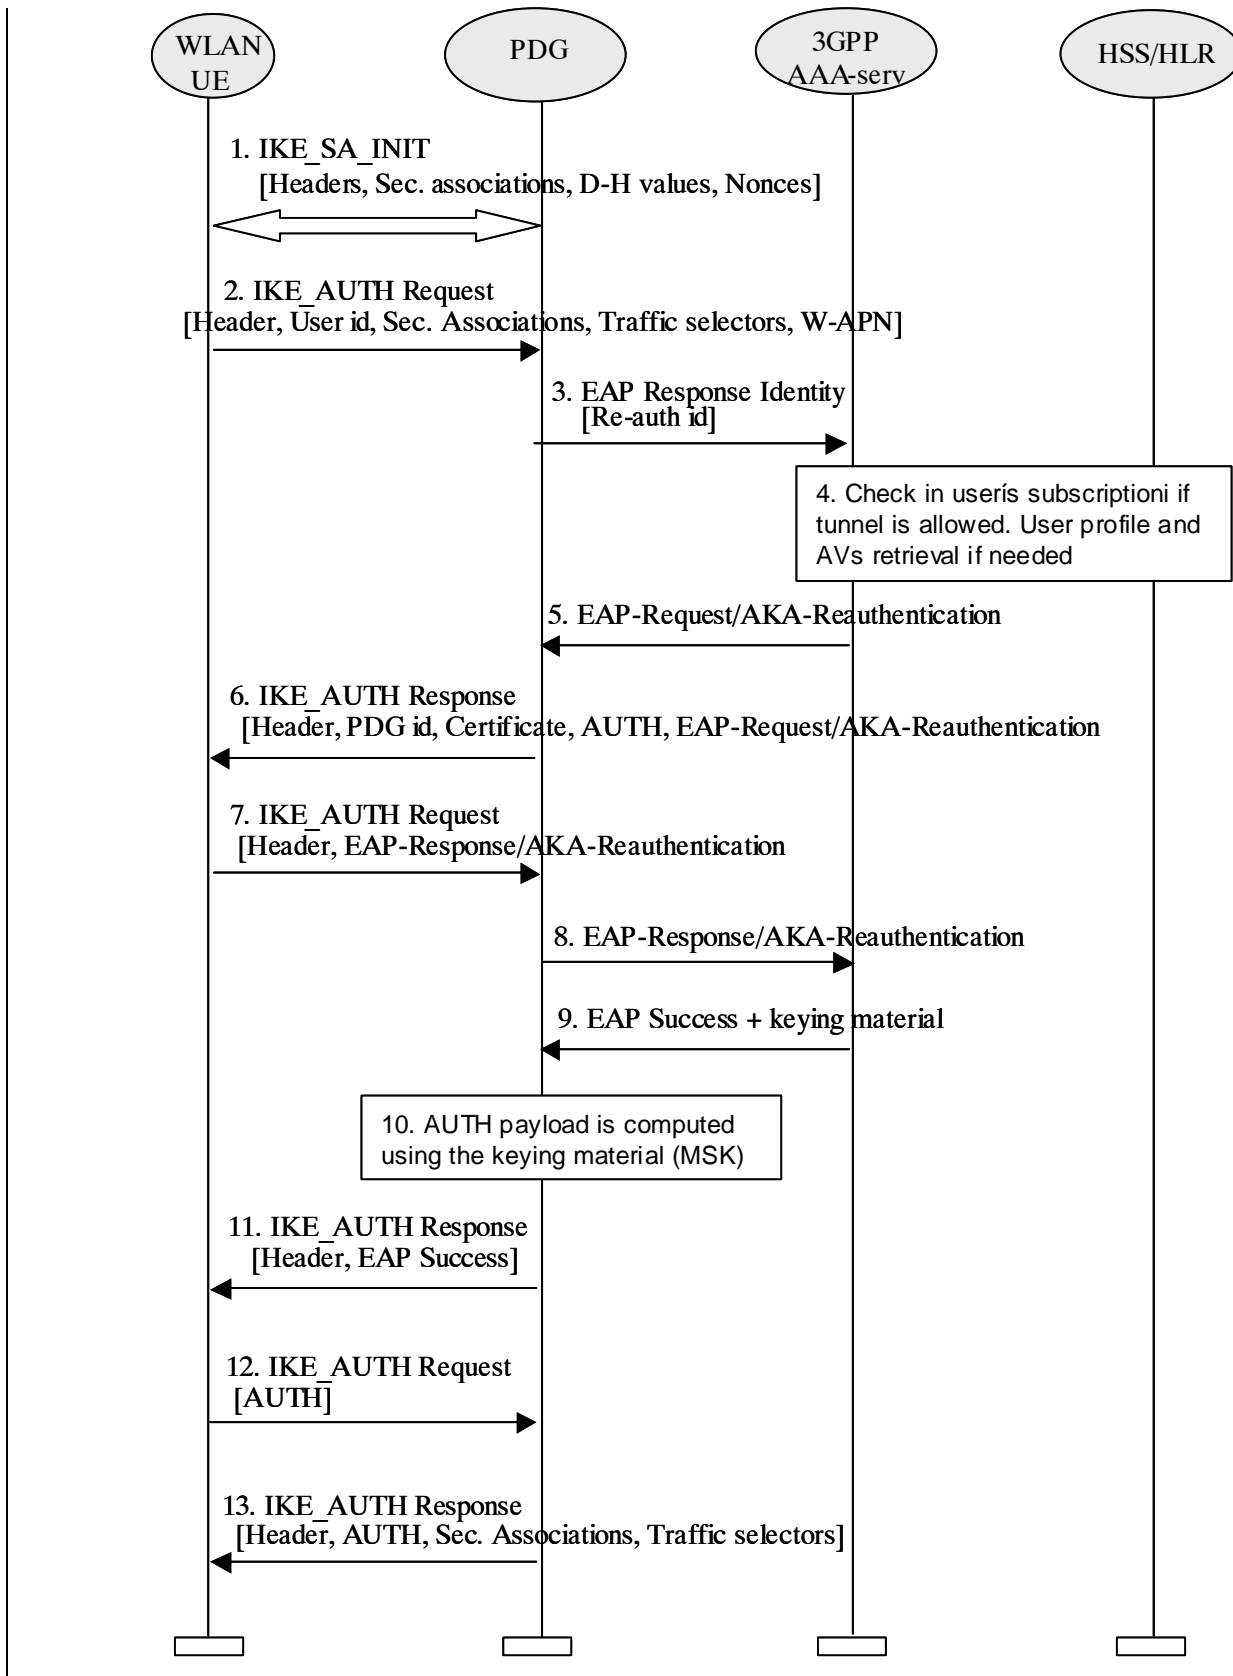 WLAN
UE
PDG
3GPP
AAA-serv
HSS/HLR
1. IKE_SA_INIT
[Headers, Sec. associations, D-H values, Nonces]
2. IKE_AUTH Request
[Header, User id, Sec. Associations, Traffic selectors, W-APN]
3. EAP Response Identity
[Re-auth id]
4. Check in userís subscriptioni if
tunnel is allowed. User profile and
AVs retrieval if needed
5. EAP-Request/AKA-Reauthentication
6. IKE_AUTH Response
[Header, PDG id, Certificate, AUTH, EAP-Request/AKA-Reauthentication
7. IKE_AUTH Request
[Header, EAP-Response/AKA-Reauthentication
8. EAP-Response/AKA-Reauthentication
9. EAP Success + keying material
10. AUTH payload is computed
using the keying material (MSK)
11. IKE_AUTH Response
[Header, EAP Success]
12. IKE_AUTH Request
[AUTH]
13. IKE_AUTH Response
[Header, AUTH, Sec. Associations, Traffic selectors]